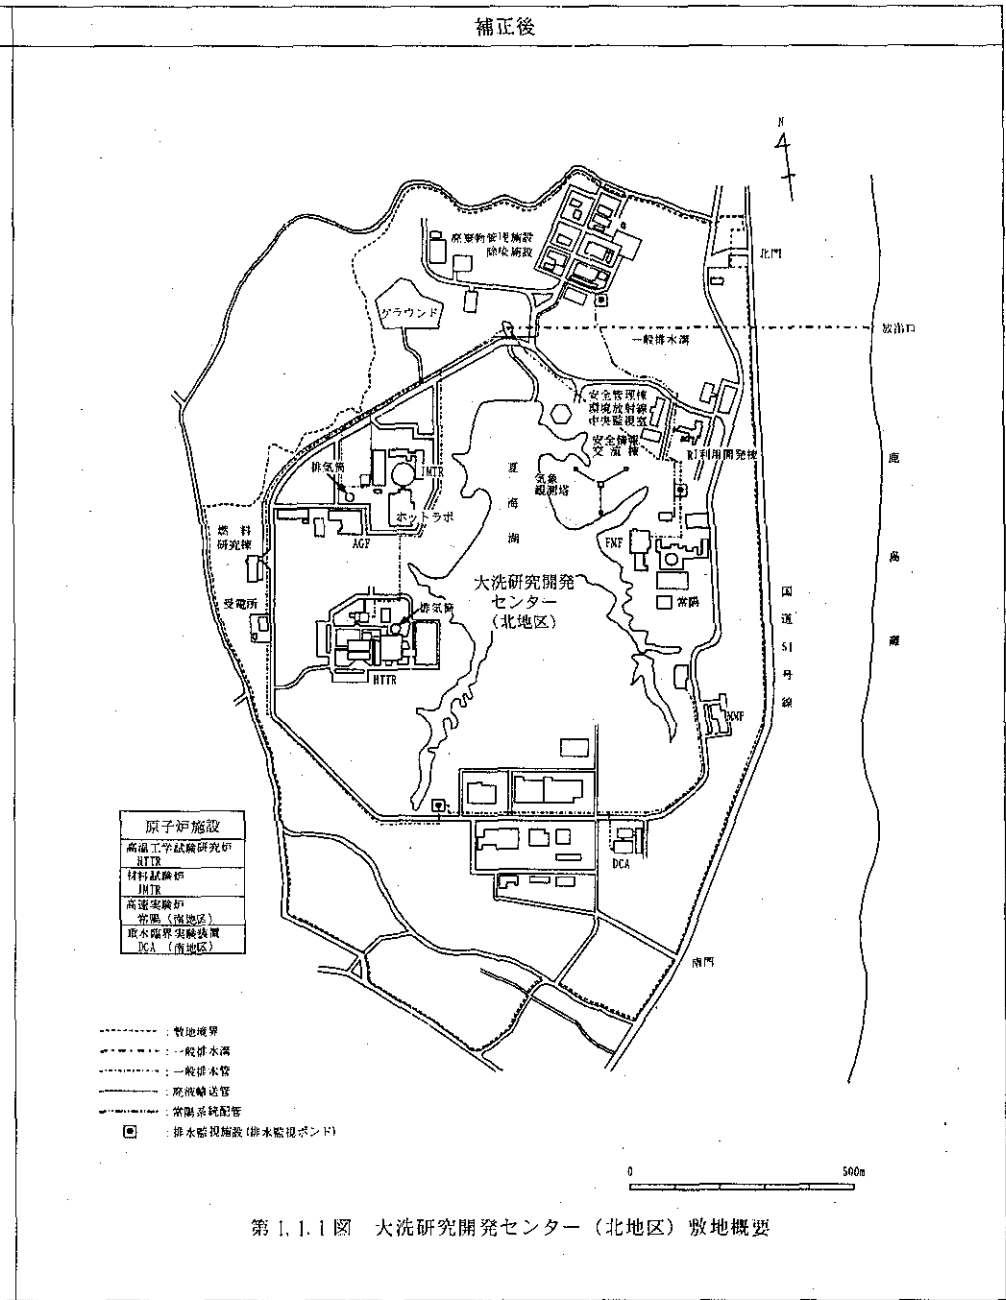 補正後
N
廃棄物管理施設
除染施設
北門
グラウンド
放出口
一般排水溝
安全管理棟
環境放射線
中央監視室
安全情報
交流棟
RI利用開発棟
排気筒
JMTR
夏海湖
気象
観測塔
鹿島灘
ホットラボ
燃料
研究棟
AGF
FMF
大洗研究開発
センター
(北地区)
国道51号線
受電所
排気筒
常陽
HTTR
MMF
原子炉施設
高温工学試験研究炉
HTTR
材料試験炉
JMTR
高速実験炉
常陽 (南地区)
重水臨界実験装置
DCA (南地区)
DCA
南門
:敷地境界
:一般排水溝
:一般排水管
:廃液輸送管
:常陽系統配管
:排水監視施設(排水監視ポンド)
0 500m
第1.1.1図 大洗研究開発センター(北地区)敷地概要